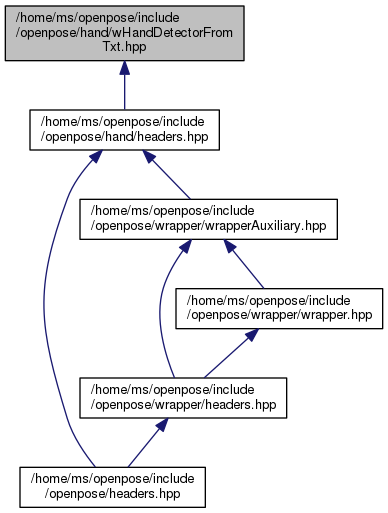 /home/ms/openpose/include
/openpose/hand/wHandDetectorFrom
Txt.hpp
/home/ms/openpose/include
/openpose/hand/headers.hpp
/home/ms/openpose/include
/openpose/wrapper/wrapperAuxiliary.hpp
/home/ms/openpose/include
/openpose/wrapper/wrapper.hpp
/home/ms/openpose/include
/openpose/wrapper/headers.hpp
/home/ms/openpose/include
/openpose/headers.hpp